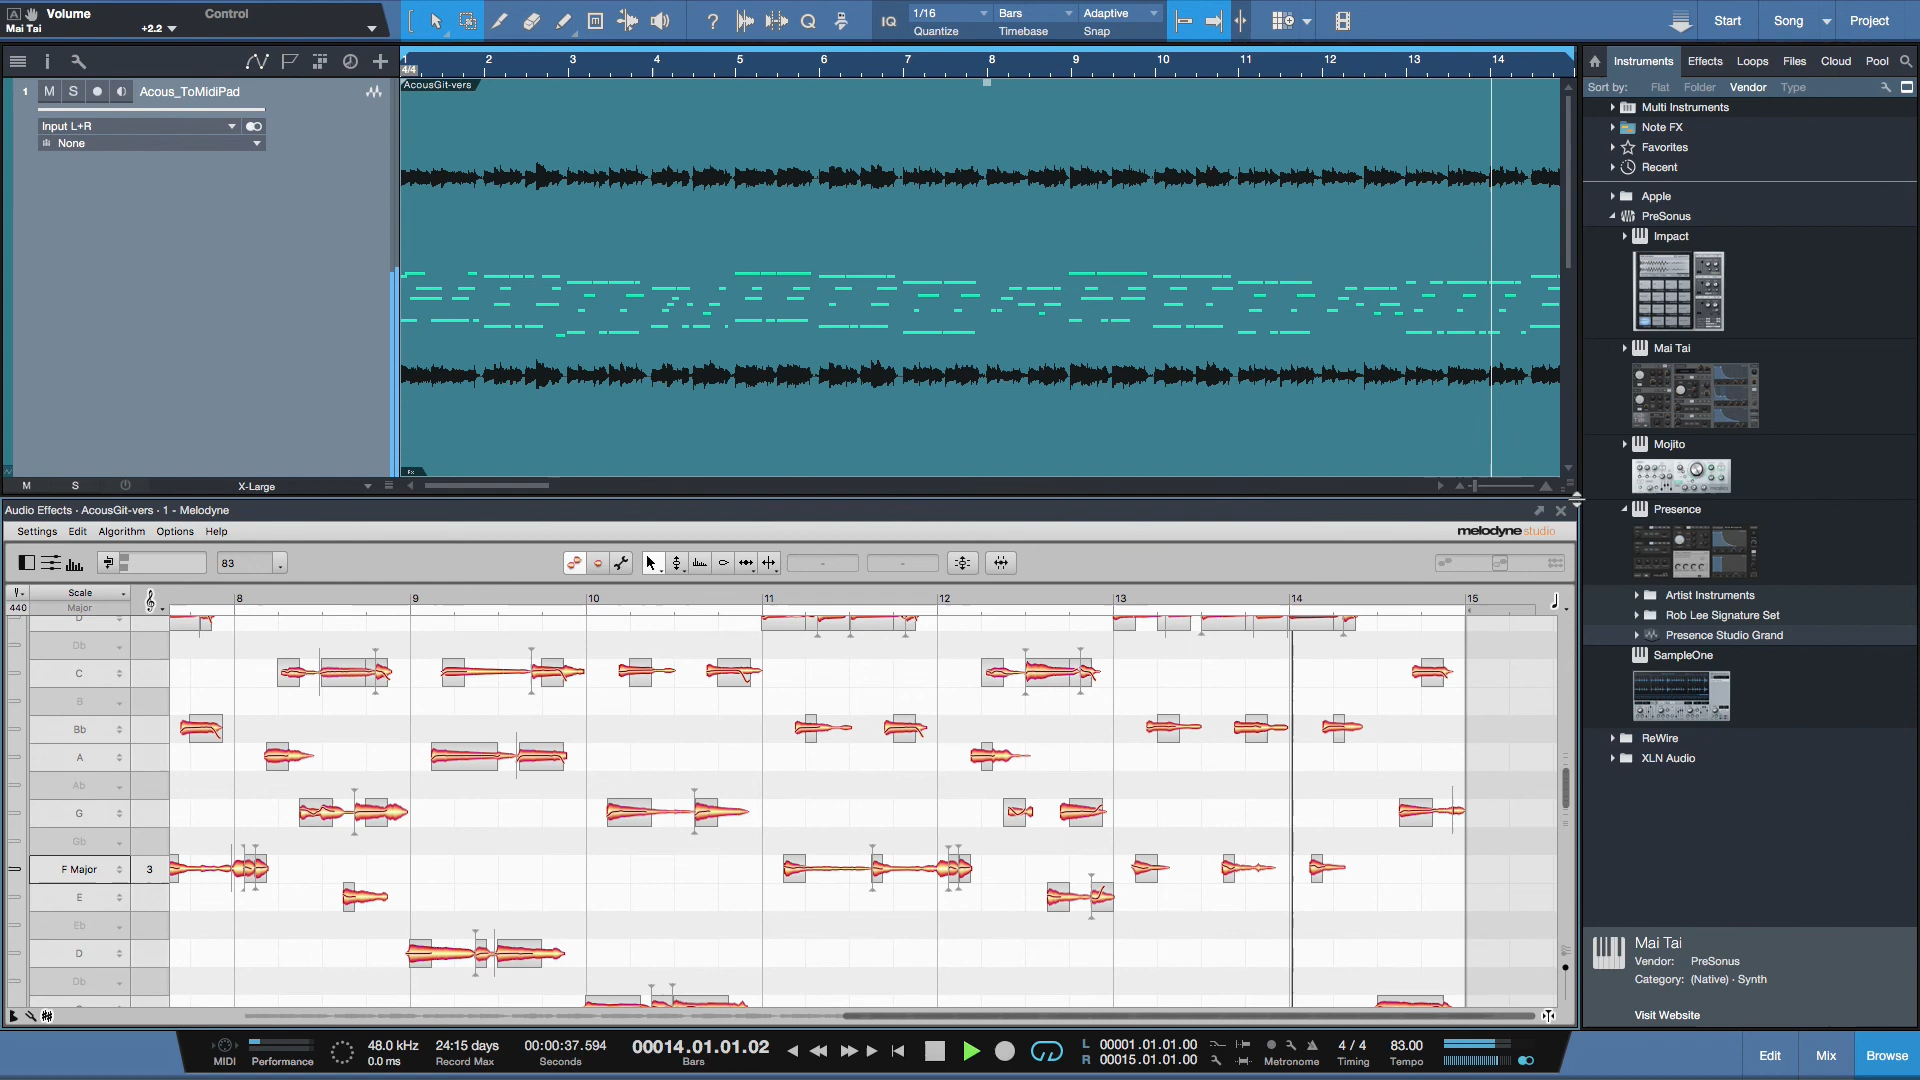 Volume
Control
Mai Tai
+2.2
IQ
1/16
Bars
Adaptive
Quantize
Timebase
Snap
Start
Song
Project
2 3 4 5 6 7 8 9 10 11 12 13 14
4/4
Instruments Effects Loops Files Cloud Pool
Sort by: Flat Folder Vendor Type
1 M S Acous_ToMidiPad
AcousGit-vers
Input L+R
None
Multi Instruments
Note FX
Favorites
Recent
Apple
PreSonus
Impact
Mai Tai
Mojito
Presence
Artist Instruments
Rob Lee Signature Set
Presence Studio Grand
SampleOne
ReWire
XLN Audio
Fx
M S X-Large
Audio Effects · AcousGit-vers · 1 - Melodyne
Settings Edit Algorithm Options Help
melodyne studio
83
- -
Scale
440 Major
8 9 10 11 12 13 14 15
D
Db
C
B
Bb
A
Ab
G
Gb
F Major 3
E
Eb
D
Db
Mai Tai
Vendor: PreSonus
Category: (Native) · Synth
Visit Website
MIDI
Performance
48.0 kHz
0.0 ms
24:15 days
Record Max
00:00:37.594
Seconds
00014.01.01.02
Bars
L 00001.01.01.00
R 00015.01.01.00
Metronome
4 / 4
Timing
83.00
Tempo
Edit
Mix
Browse